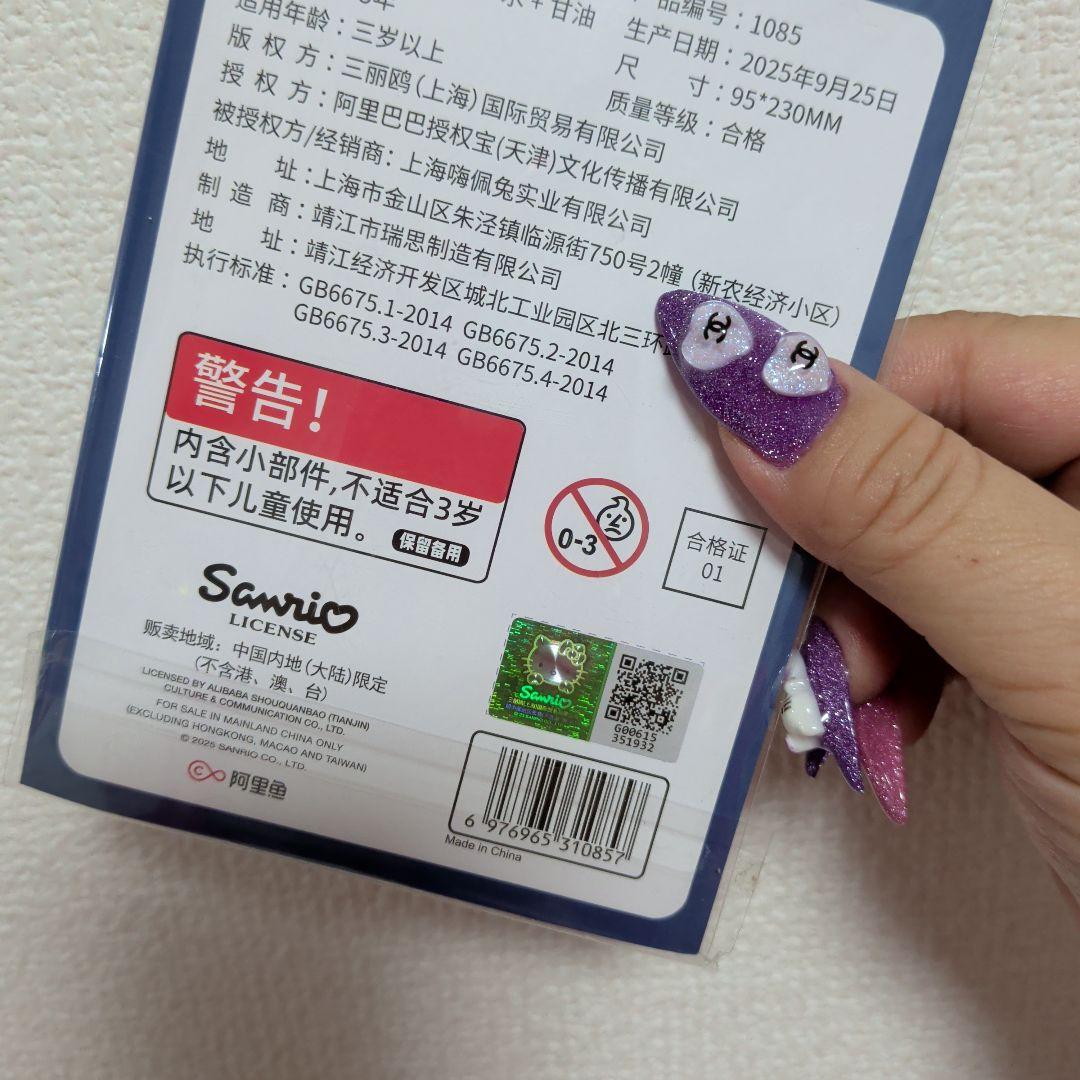 +甘油
编号：1085
适用年龄：三岁以上
生产日期：2025年9月25日
版权方：三丽鸥(上海)国际贸易有限公司
尺寸：95*230MM
授权方：阿里巴巴授权宝(天津)文化传播有限公司
质量等级：合格
被授权方/经销商：上海嗨佩兔实业有限公司
地址：上海市金山区朱泾镇临源街750号2幢 (新农经济小区)
制造商：靖江市瑞思制造有限公司
地址：靖江经济开发区城北工业园区北三环
执行标准：GB6675.1-2014 GB6675.2-2014
GB6675.3-2014 GB6675.4-2014
警告！
内含小部件,不适合3岁
以下儿童使用。
保留备用
0-3
合格证
01
Sanrio
LICENSE
贩卖地域：中国内地(大陆)限定
(不含港、澳、台)
LICENSED BY ALIBABA SHOUQUANBAO (TIANJIN)
CULTURE & COMMUNICATION CO., LTD.
FOR SALE IN MAINLAND CHINA ONLY
(EXCLUDING HONGKONG, MACAO AND TAIWAN)
© 2025 SANRIO CO., LTD.
阿里鱼
Sanrio
G00615
351932
6 976965 310857
Made in China